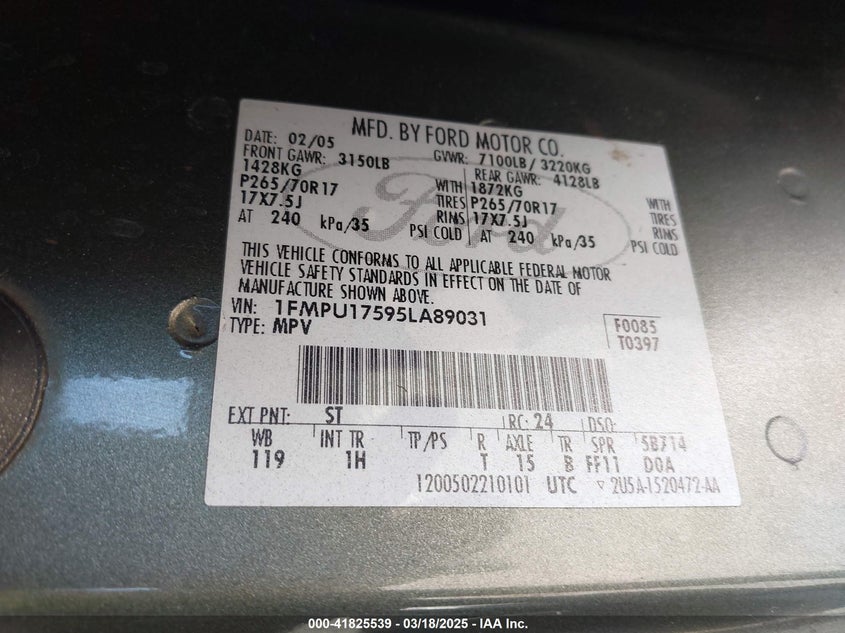 MFD. BY FORD MOTOR CO.
DATE: 02/05 GVWR: 7100LB / 3220KG
FRONT GAWR: 3150LB REAR GAWR: 4128LB
1428KG WITH 1872KG WITH
P265/70R17 TIRES P265/70R17 TIRES
17X7.5J RIMS 17X7.5J RIMS
AT 240 kPa/35 PSI COLD AT 240 kPa/35 PSI COLD
Ford
THIS VEHICLE CONFORMS TO ALL APPLICABLE FEDERAL MOTOR
VEHICLE SAFETY STANDARDS IN EFFECT ON THE DATE OF
MANUFACTURE SHOWN ABOVE.
VIN: 1FMPU17595LA89031
TYPE: MPV
F0085
T0397
EXT PNT: ST RC: 24 DSO:
WB INT TR TP/PS R AXLE TR SPR 5B714
119 1H T 15 B FF11 DOA
1200502210101 UTC ▽ 2U5A-1520472-AA
000-41825539 - 03/18/2025 - IAA Inc.